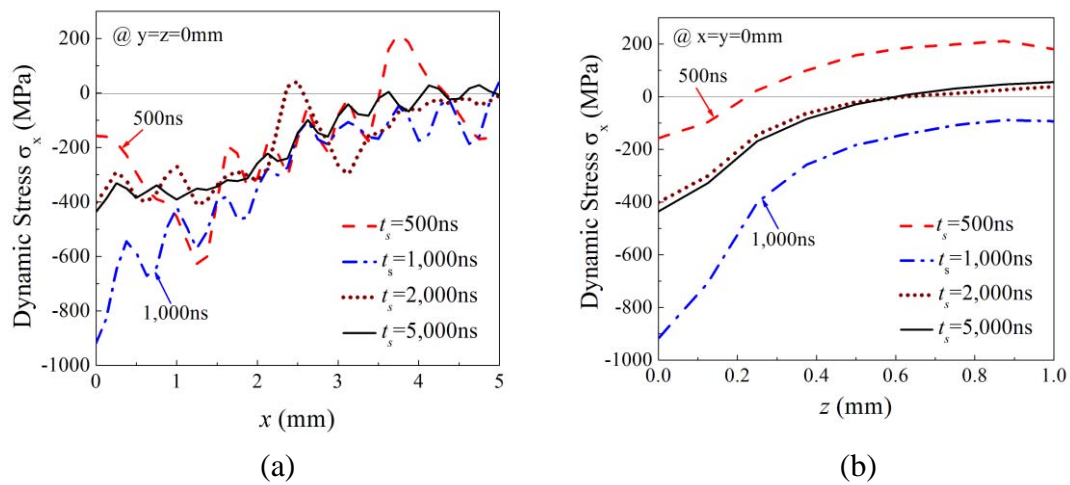 @ y=z=0mm
200
0
-200
-400
-600
-800
-1000
Dynamic Stress σx (MPa)
500ns
1,000ns
ts=500ns
ts=1,000ns
ts=2,000ns
ts=5,000ns
0 1 2 3 4 5
x (mm)
(a)
@ x=y=0mm
200
0
-200
-400
-600
-800
-1000
Dynamic Stress σx (MPa)
500ns
1,000ns
ts=500ns
ts=1,000ns
ts=2,000ns
ts=5,000ns
0.0 0.2 0.4 0.6 0.8 1.0
z (mm)
(b)